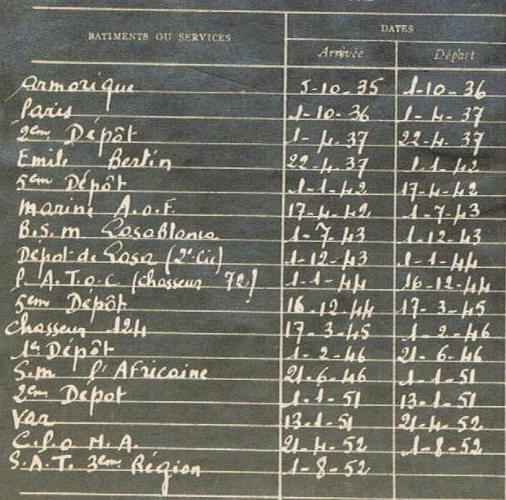 BATIMENTS OU SERVICES DATES
Arrivée Départ
Armorique 5-10-35 1-10-36
Paris 1-10-36 1-4-37
2em Dépôt 1-4-37 22-4-37
Emile Bertin 22-4-37 1-1-42
5em Dépôt 1-1-42 17-4-42
Marine A.O.F. 17-4-42 1-7-43
B.S.M Casablanca 1-7-43 1-12-43
Dépot de Casa (2e Cie) 1-12-43 1-1-44
P.A.T.O.C. (chasseur 72) 1-1-44 16-12-44
5em Dépôt 16-12-44 17-3-45
Chasseur 124 17-3-45 1-2-46
1er Dépôt 1-2-46 21-6-46
S.M l'Africaine 21-6-46 1-1-51
2em Dépot 1-1-51 13-1-51
Var 13-1-51 21-4-52
C.P.O M.A. 21-4-52 1-8-52
S.A.T. 3em Région 1-8-52